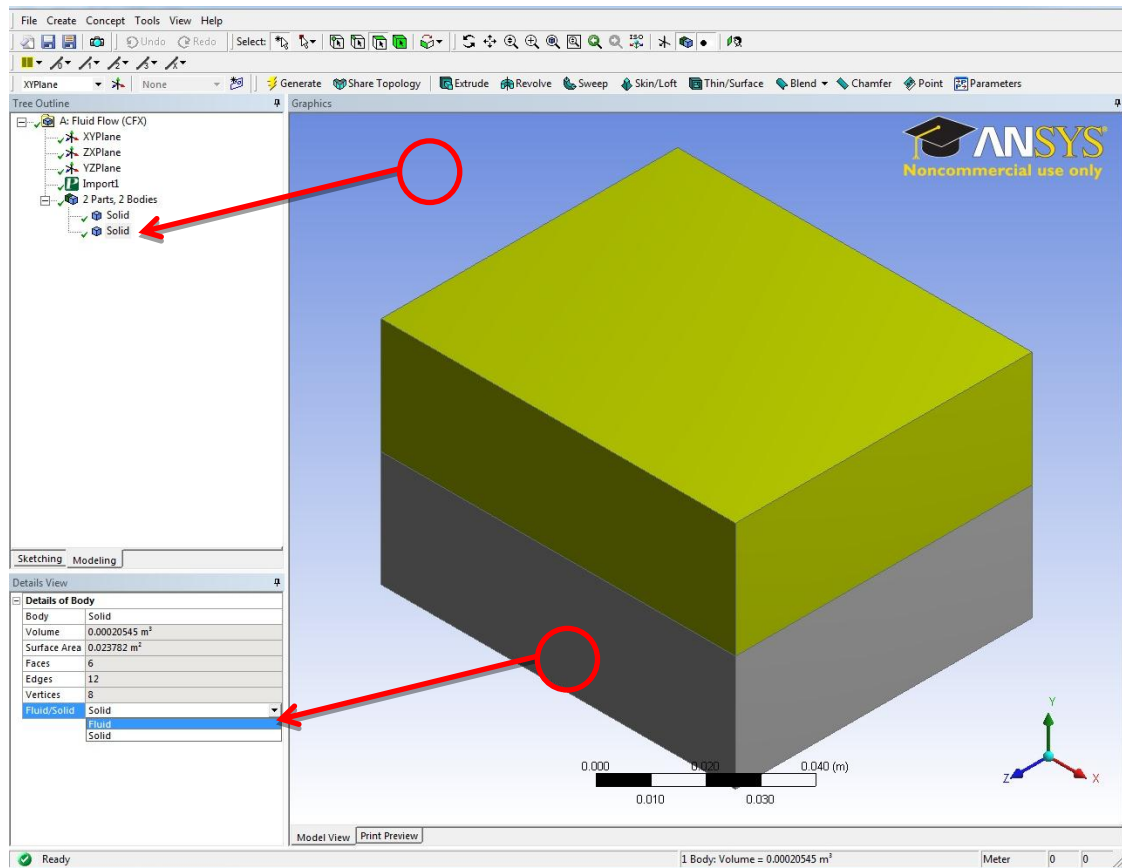 File Create Concept Tools View Help
Undo Redo Select:
XYPlane None Generate Share Topology Extrude Revolve Sweep Skin/Loft Thin/Surface Blend Chamfer Point Parameters
Tree Outline
A: Fluid Flow (CFX)
XYPlane
ZXPlane
YZPlane
Import1
2 Parts, 2 Bodies
Solid
Solid
Sketching Modeling
Details View
Details of Body
Body Solid
Volume 0.00020545 m³
Surface Area 0.023782 m²
Faces 6
Edges 12
Vertices 8
Fluid/Solid Solid
Fluid
Solid
Graphics
ANSYS
Noncommercial use only
0.000 0.020 0.040 (m)
0.010 0.030
Y
Z X
Model View Print Preview
Ready 1 Body: Volume = 0.00020545 m³ Meter 0 0